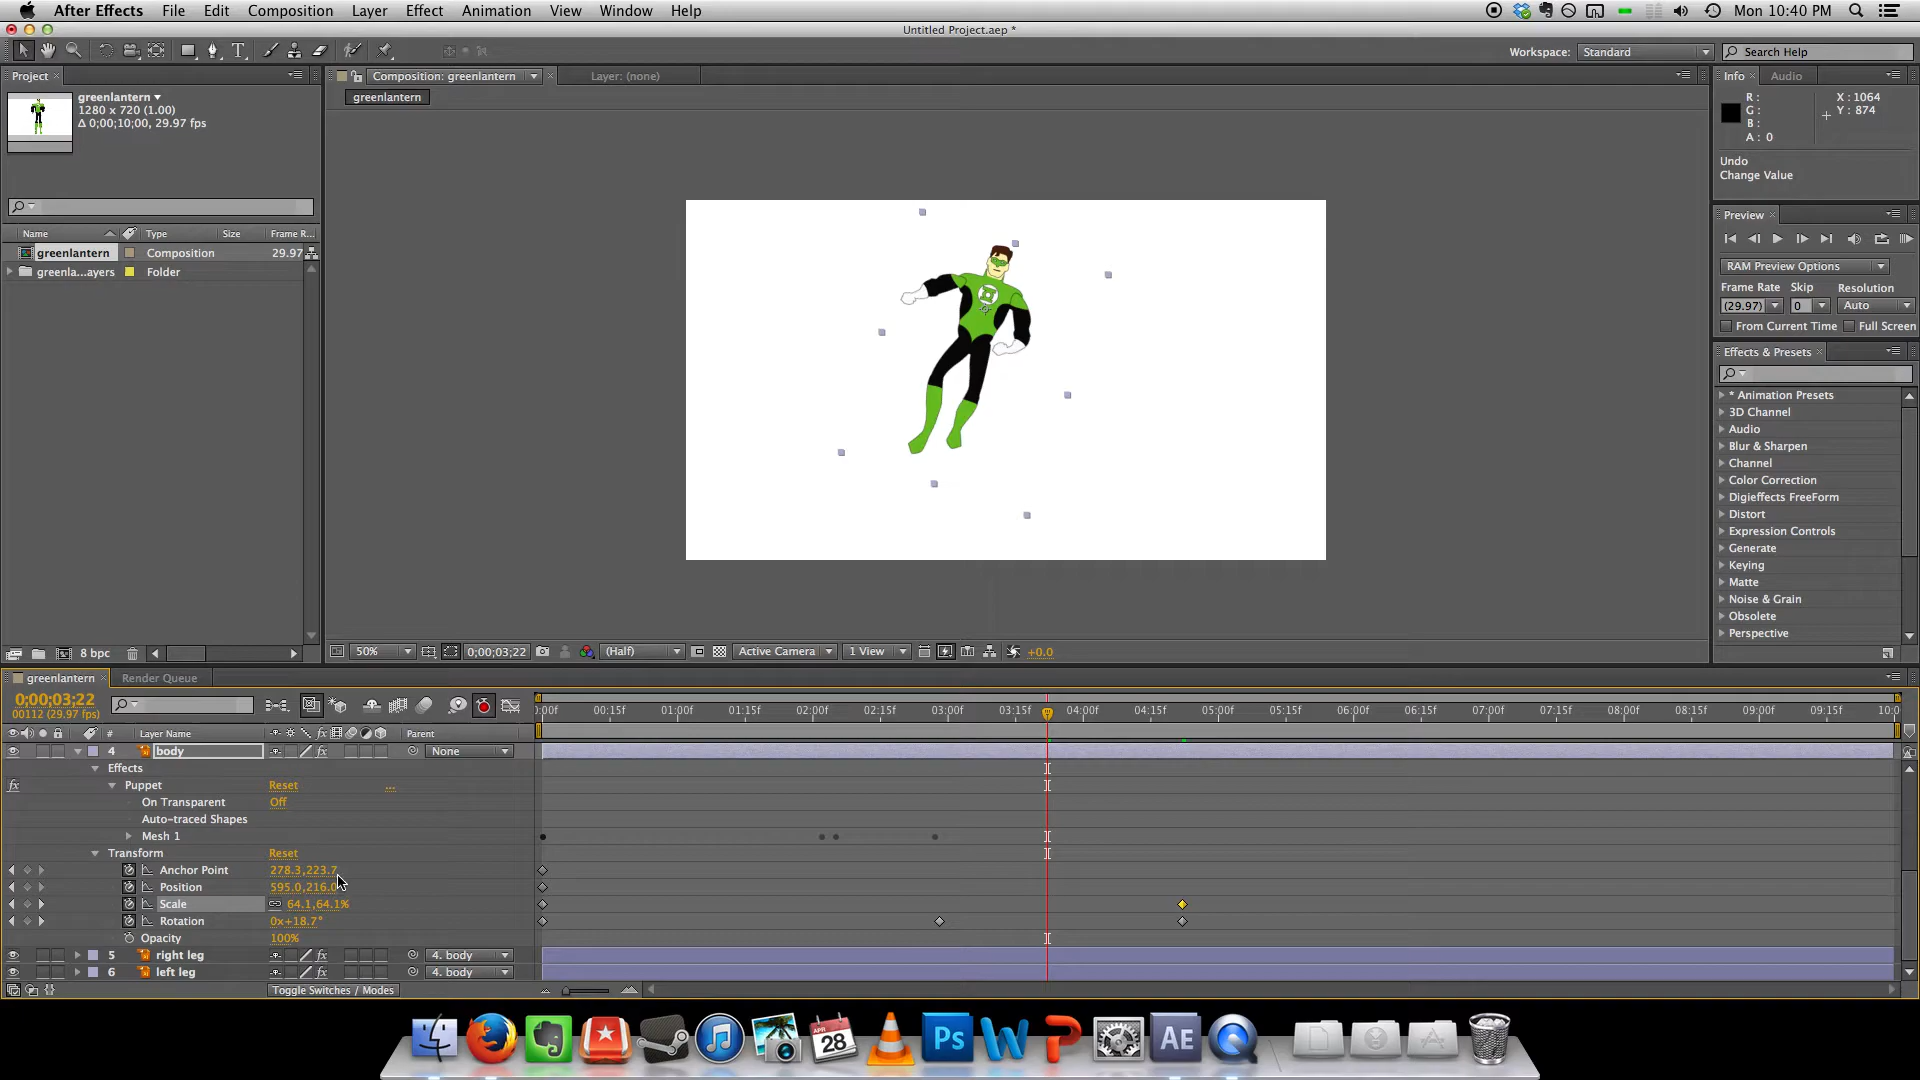 After Effects File Edit Composition Layer Effect Animation View Window Help Mon 10:40 PM
Untitled Project.aep *
Workspace: Standard Search Help
Project Composition: greenlantern Layer: (none) Info Audio
greenlantern
1280 x 720 (1.00)
Δ 0;00;10;00, 29.97 fps
greenlantern
R :
G :
B :
A : 0
X : 1064
Y : 874
Undo
Change Value
Preview
RAM Preview Options
Frame Rate Skip Resolution
(29.97) 0 Auto
From Current Time Full Screen
Name Type Size Frame R...
greenlantern Composition 29.97
greenla...ayers Folder
Effects & Presets
* Animation Presets
3D Channel
Audio
Blur & Sharpen
Channel
Color Correction
Digieffects FreeForm
Distort
Expression Controls
Generate
Keying
Matte
Noise & Grain
Obsolete
Perspective
8 bpc
50% 0;00;03;22 (Half) Active Camera 1 View +0.0
greenlantern Render Queue
0;00;03;22
00112 (29.97 fps)
:00f 00:15f 01:00f 01:15f 02:00f 02:15f 03:00f 03:15f 04:00f 04:15f 05:00f 05:15f 06:00f 06:15f 07:00f 07:15f 08:00f 08:15f 09:00f 09:15f 10:0
# Layer Name fx Parent
4 body fx None
Effects
fx Puppet Reset ...
On Transparent Off
Auto-traced Shapes
Mesh 1
Transform Reset
Anchor Point 278.3,223.7
Position 595.0,216.0
Scale 64.1,64.1%
Rotation 0x+18.7°
Opacity 100%
5 right leg fx 4. body
6 left leg fx 4. body
Toggle Switches / Modes
APR
28
Ps
W
AE